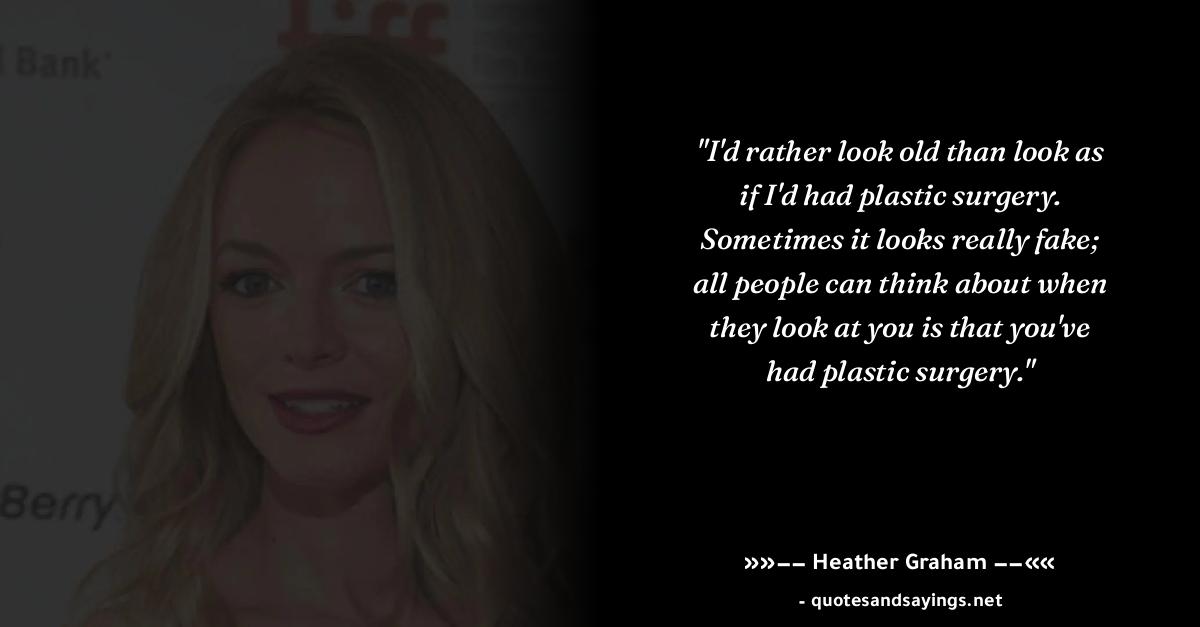 tiff
Bank
Berry
"I'd rather look old than look as
if I'd had plastic surgery.
Sometimes it looks really fake;
all people can think about when
they look at you is that you've
had plastic surgery."
»»–– Heather Graham ––««
- quotesandsayings.net